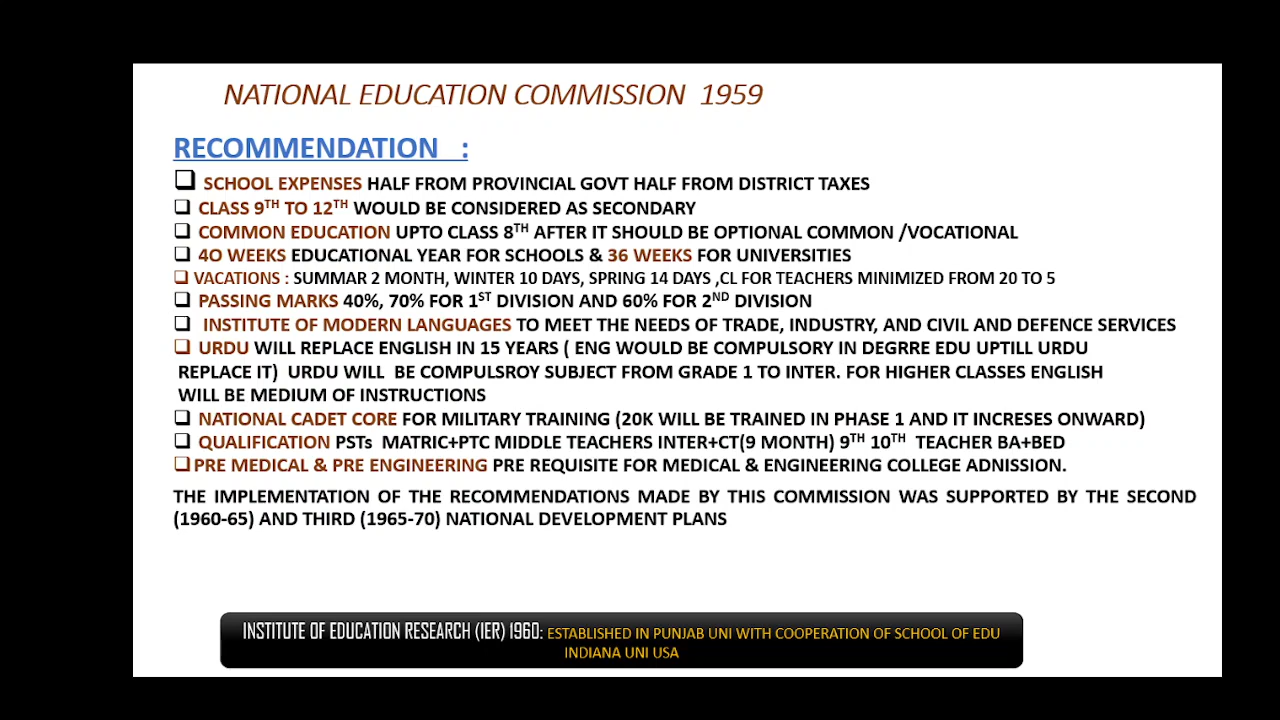 NATIONAL EDUCATION COMMISSION 1959
RECOMMENDATION :
SCHOOL EXPENSES HALF FROM PROVINCIAL GOVT HALF FROM DISTRICT TAXES
CLASS 9TH TO 12TH WOULD BE CONSIDERED AS SECONDARY
COMMON EDUCATION UPTO CLASS 8TH AFTER IT SHOULD BE OPTIONAL COMMON /VOCATIONAL
4O WEEKS EDUCATIONAL YEAR FOR SCHOOLS & 36 WEEKS FOR UNIVERSITIES
VACATIONS : SUMMAR 2 MONTH, WINTER 10 DAYS, SPRING 14 DAYS ,CL FOR TEACHERS MINIMIZED FROM 20 TO 5
PASSING MARKS 40%, 70% FOR 1ST DIVISION AND 60% FOR 2ND DIVISION
INSTITUTE OF MODERN LANGUAGES TO MEET THE NEEDS OF TRADE, INDUSTRY, AND CIVIL AND DEFENCE SERVICES
URDU WILL REPLACE ENGLISH IN 15 YEARS ( ENG WOULD BE COMPULSORY IN DEGRRE EDU UPTILL URDU
REPLACE IT) URDU WILL BE COMPULSROY SUBJECT FROM GRADE 1 TO INTER. FOR HIGHER CLASSES ENGLISH
WILL BE MEDIUM OF INSTRUCTIONS
NATIONAL CADET CORE FOR MILITARY TRAINING (20K WILL BE TRAINED IN PHASE 1 AND IT INCRESES ONWARD)
QUALIFICATION PSTs MATRIC+PTC MIDDLE TEACHERS INTER+CT(9 MONTH) 9TH 10TH TEACHER BA+BED
PRE MEDICAL & PRE ENGINEERING PRE REQUISITE FOR MEDICAL & ENGINEERING COLLEGE ADNISSION.
THE IMPLEMENTATION OF THE RECOMMENDATIONS MADE BY THIS COMMISSION WAS SUPPORTED BY THE SECOND
(1960-65) AND THIRD (1965-70) NATIONAL DEVELOPMENT PLANS
INSTITUTE OF EDUCATION RESEARCH (IER) 1960: ESTABLISHED IN PUNJAB UNI WITH COOPERATION OF SCHOOL OF EDU
INDIANA UNI USA